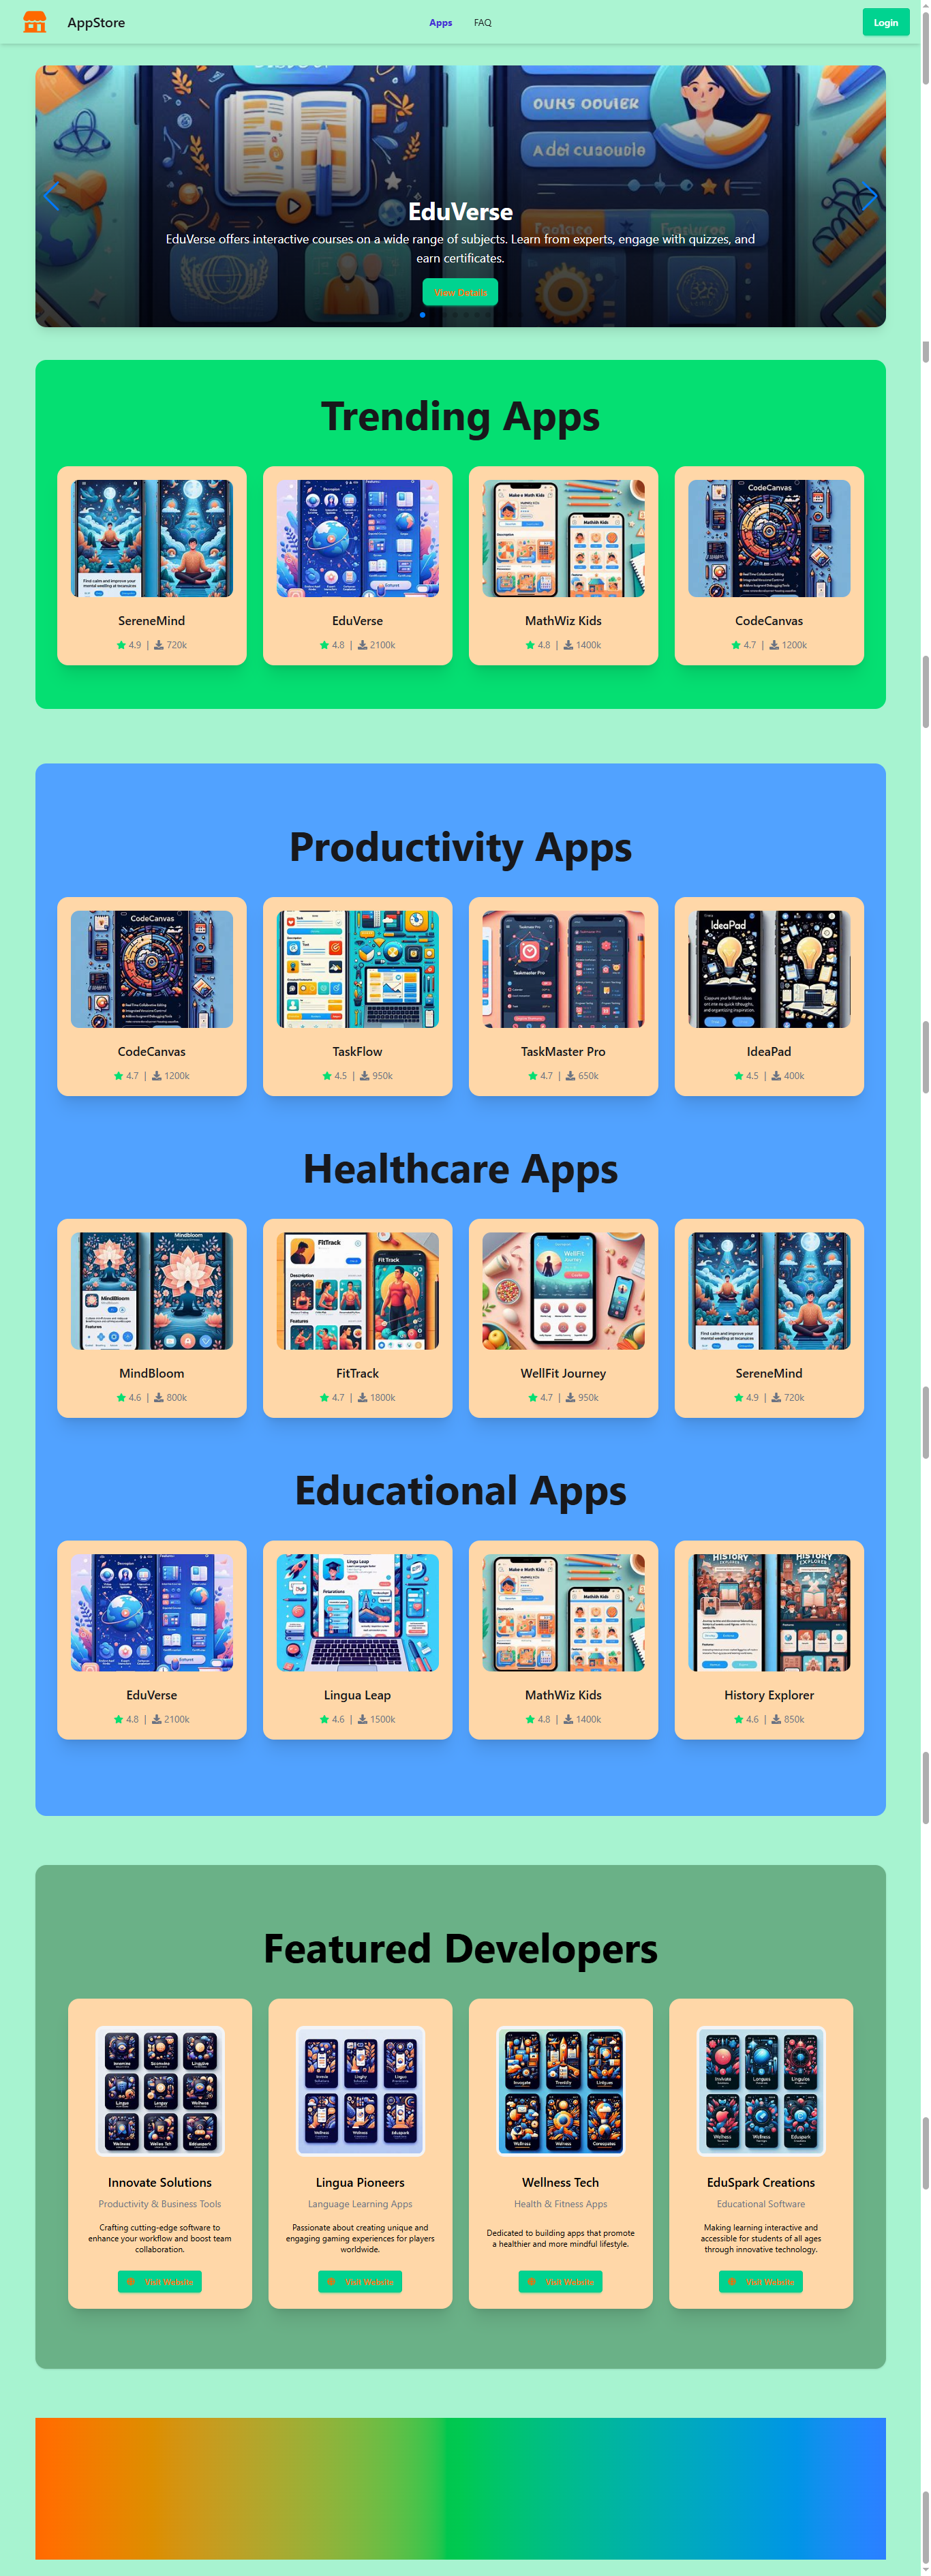 AppStore
Apps
FAQ
Login
OURS OOVIER
EduVerse
EduVerse offers interactive courses on a wide range of subjects. Learn from experts, engage with quizzes, and
earn certificates.
View Details
Trending Apps
CodeCanvas
SereneMind
EduVerse
MathWiz Kids
CodeCanvas
4.9 | 720k
4.8 | 2100k
4.8 | 1400k
4.7 | 1200k
Productivity Apps
CodeCanvas
IdeaPad
CodeCanvas
TaskFlow
TaskMaster Pro
IdeaPad
4.7 | 1200k
4.5 | 950k
4.7 | 650k
4.5 | 400k
Healthcare Apps
MindBloom
FitTrack
WellFit Journey
SereneMind
4.6 | 800k
4.7 | 1800k
4.7 | 950k
4.9 | 720k
Educational Apps
EduVerse
Lingua Leap
MathWiz Kids
History Explorer
4.8 | 2100k
4.6 | 1500k
4.8 | 1400k
4.6 | 850k
Featured Developers
Innovate Solutions
Productivity & Business Tools
Crafting cutting-edge software to
enhance your workflow and boost team
collaboration.
Visit Website
Lingua Pioneers
Language Learning Apps
Passionate about creating unique and
engaging gaming experiences for players
worldwide.
Visit Website
Wellness Tech
Health & Fitness Apps
Dedicated to building apps that promote
a healthier and more mindful lifestyle.
Visit Website
EduSpark Creations
Educational Software
Making learning interactive and
accessible for students of all ages
through innovative technology.
Visit Website